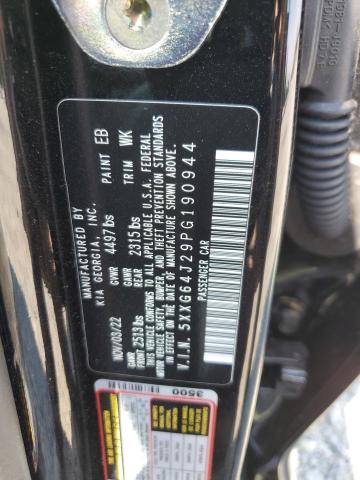 MANUFACTURED BY
KIA GEORGIA, INC.
NOV/03/22
GVWR 4497lbs
PAINT EB
GAWR FRONT 2513lbs
GAWR REAR 2315lbs
TRIM WK
THIS VEHICLE CONFORMS TO ALL APPLICABLE U.S.A. FEDERAL
MOTOR VEHICLE SAFETY, BUMPER, AND THEFT PREVENTION STANDARDS
IN EFFECT ON THE DATE OF MANUFACTURE SHOWN ABOVE.
V.I.N. 5XXG64J29PG190944
PASSENGER CAR
3500